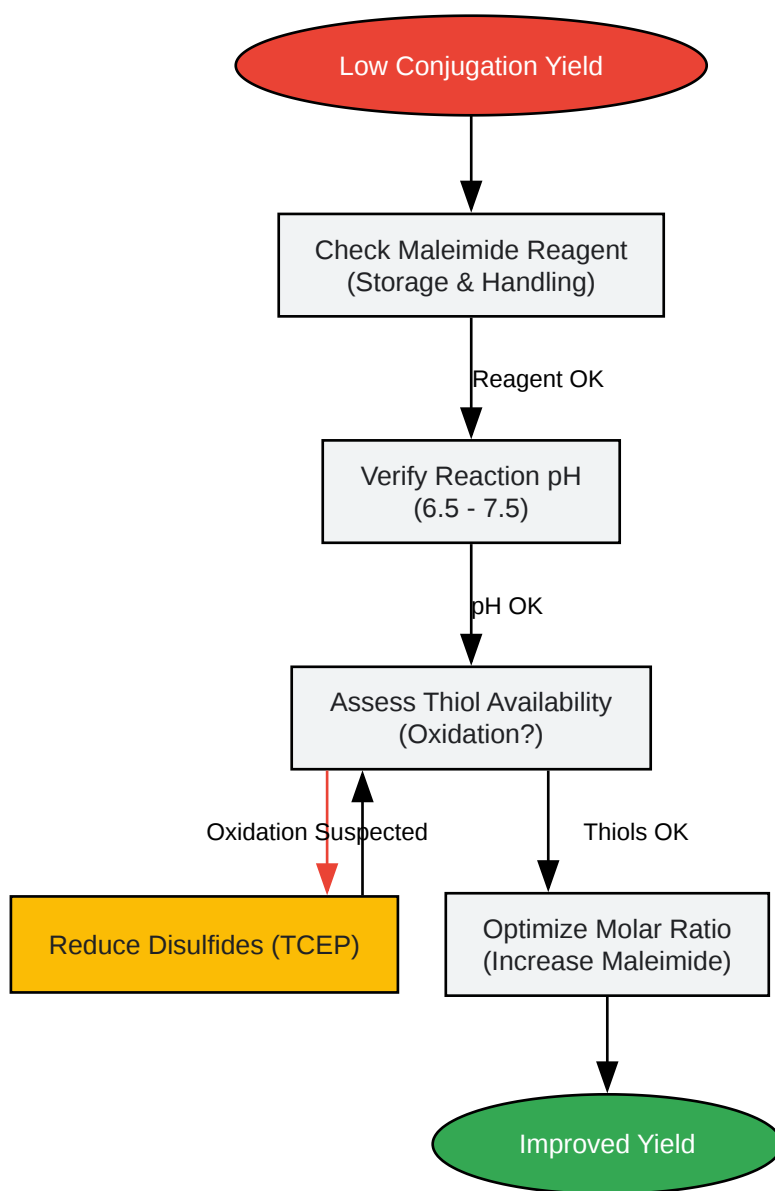 Low Conjugation Yield
Check Maleimide Reagent
(Storage & Handling)
Reagent OK
Verify Reaction pH
(6.5 - 7.5)
pH OK
Assess Thiol Availability
(Oxidation?)
Oxidation Suspected
Thiols OK
Reduce Disulfides (TCEP)
Optimize Molar Ratio
(Increase Maleimide)
Improved Yield